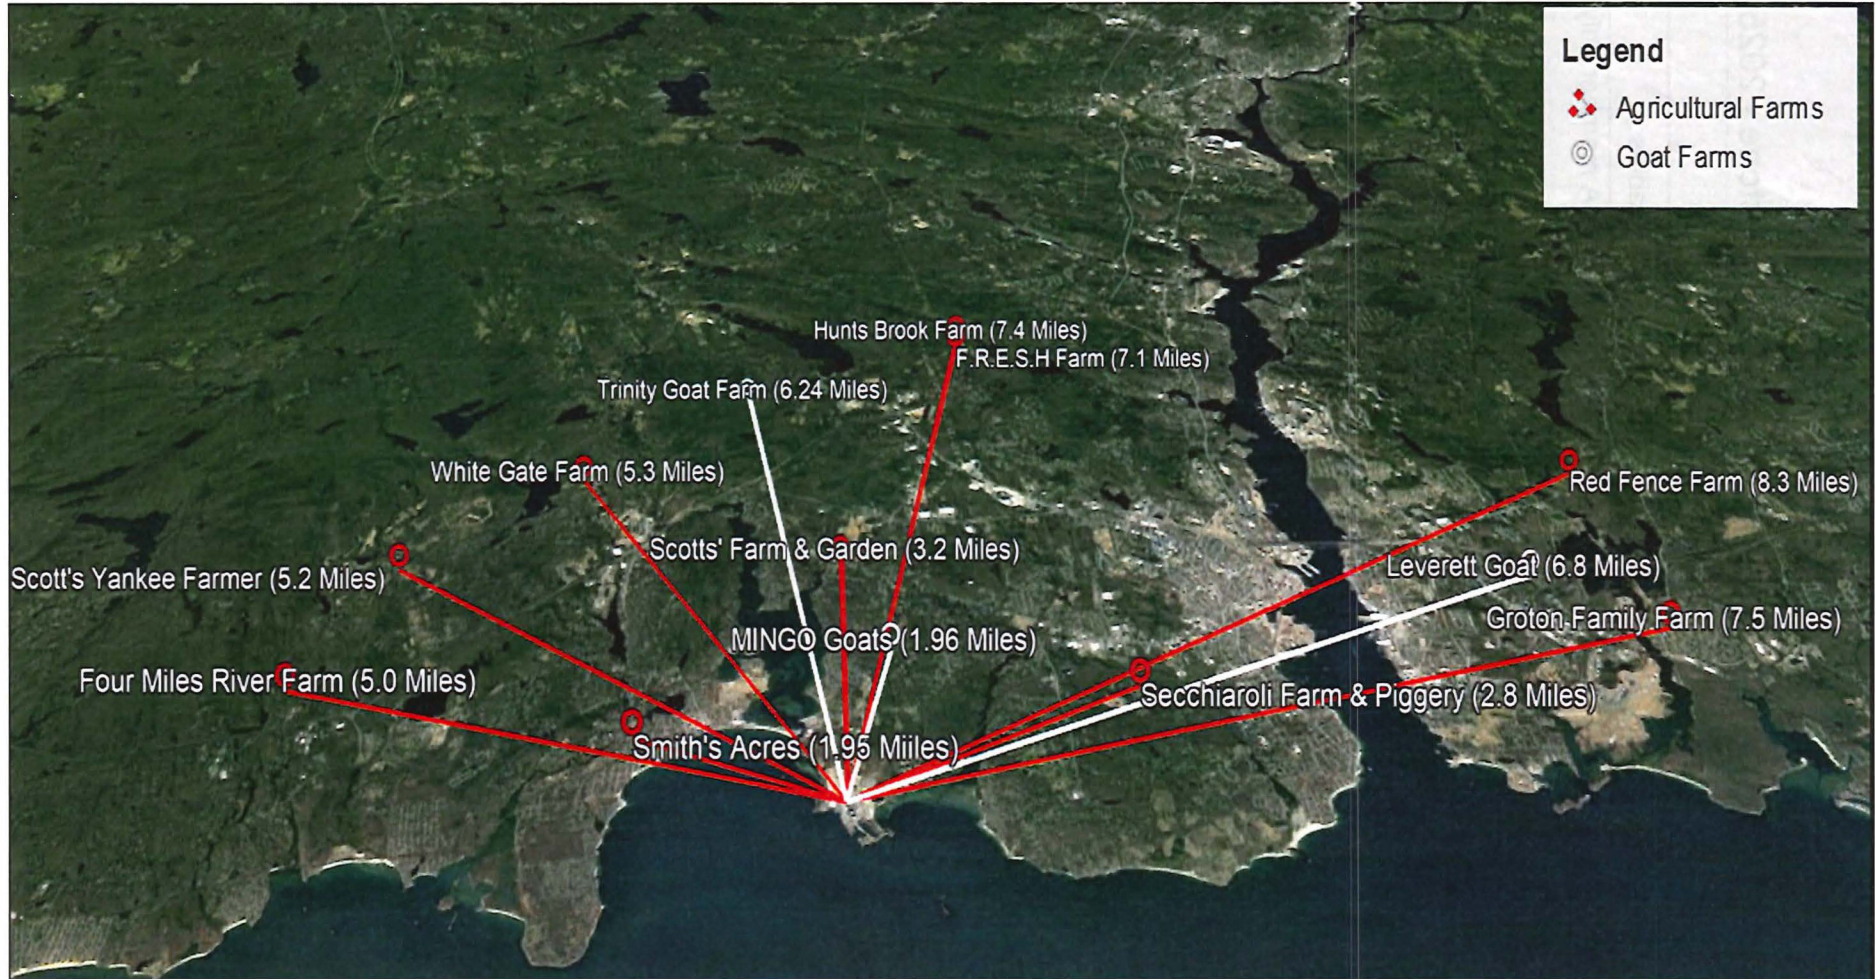 Legend
Agricultural Farms
Goat Farms
Hunts Brook Farm (7.4 Miles)
F.R.E.S.H Farm (7.1 Miles)
Trinity Goat Farm (6.24 Miles)
White Gate Farm (5.3 Miles)
Red Fence Farm (8.3 Miles)
Scotts' Farm & Garden (3.2 Miles)
Leverett Goat (6.8 Miles)
Scott's Yankee Farmer (5.2 Miles)
Groton Family Farm (7.5 Miles)
MINGO Goats (1.96 Miles)
Four Miles River Farm (5.0 Miles)
Secchiaroli Farm & Piggery (2.8 Miles)
Smith's Acres (1.95 Miiles)